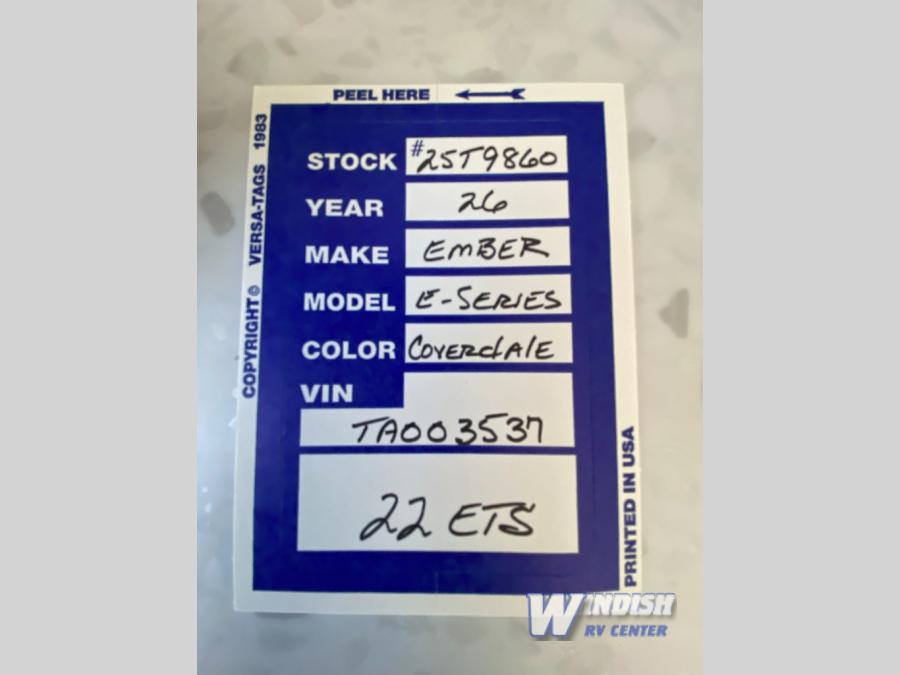 PEEL HERE
COPYRIGHT © VERSA-TAGS 1983
STOCK #25T9860
YEAR 26
MAKE EMBER
MODEL E-SERIES
COLOR Coverdale
VIN
TA003537
22 ETS
PRINTED IN USA
WINDISH
RV CENTER